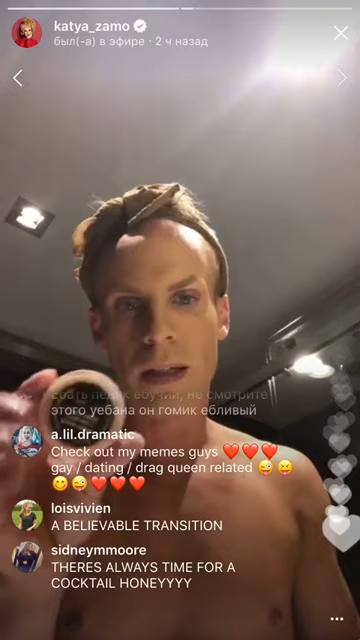 katya_zamo
был(-а) в эфире · 2 ч назад
Ебать педик ебучий, не смотрите
этого уебана он гомик ебливый
a.lil.dramatic
Check out my memes guys ❤️❤️❤️
gay / dating / drag queen related 😜😝
😋😜❤️❤️❤️
loisvivien
A BELIEVABLE TRANSITION
sidneymmoore
THERES ALWAYS TIME FOR A
COCKTAIL HONEYYYY